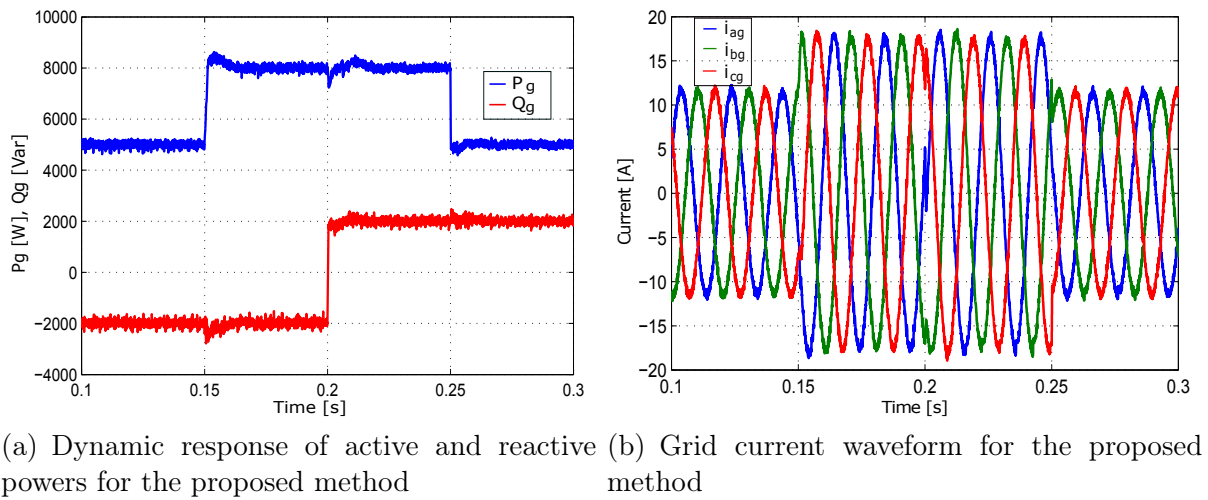 10000
8000
6000
4000
2000
0
−2000
−4000
0.1
0.15
0.2
0.25
0.3
Time [s]
Pg [W], Qg [Var]
Pg
Qg
20
15
10
5
0
−5
−10
−15
−20
0.1
0.15
0.2
0.25
0.3
Time [s]
Current [A]
iag
ibg
icg
(a) Dynamic response of active and reactive
powers for the proposed method
(b) Grid current waveform for the proposed
method